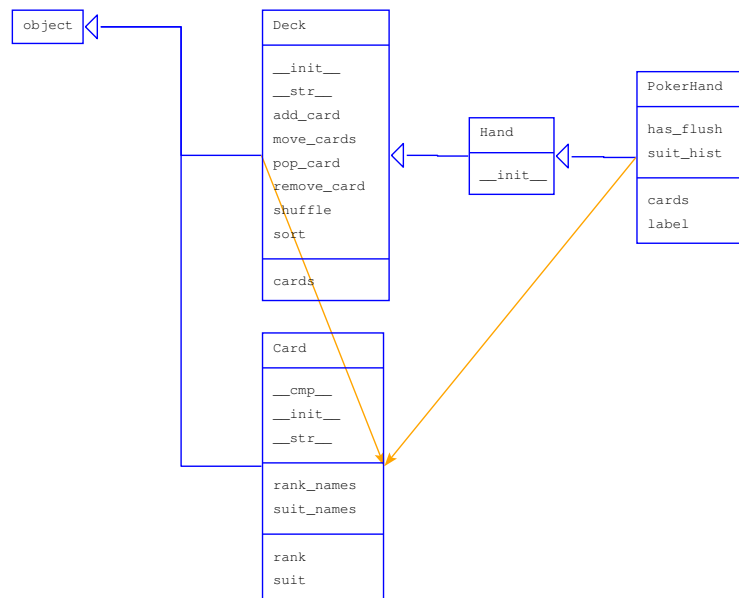 object
Deck
__init__
__str__
add_card
move_cards
pop_card
remove_card
shuffle
sort
cards
Hand
__init__
PokerHand
has_flush
suit_hist
cards
label
Card
__cmp__
__init__
__str__
rank_names
suit_names
rank
suit